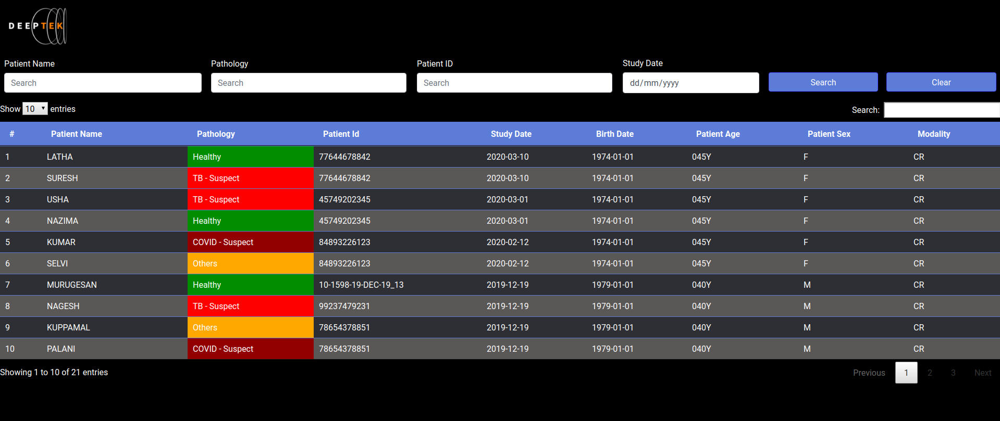 DEEPTEK
Patient Name Pathology Patient ID Study Date
Search Search Search dd/mm/yyyy Search Clear
Show 10 entries Search:
# Patient Name Pathology Patient Id Study Date Birth Date Patient Age Patient Sex Modality
1 LATHA Healthy 77644678842 2020-03-10 1974-01-01 045Y F CR
2 SURESH TB - Suspect 77644678842 2020-03-10 1974-01-01 045Y F CR
3 USHA TB - Suspect 45749202345 2020-03-01 1974-01-01 045Y F CR
4 NAZIMA Healthy 45749202345 2020-03-01 1974-01-01 045Y F CR
5 KUMAR COVID - Suspect 84893226123 2020-02-12 1974-01-01 045Y F CR
6 SELVI Others 84893226123 2020-02-12 1974-01-01 045Y F CR
7 MURUGESAN Healthy 10-1598-19-DEC-19_13 2019-12-19 1979-01-01 040Y M CR
8 NAGESH TB - Suspect 99237479231 2019-12-19 1979-01-01 040Y M CR
9 KUPPAMAL Others 78654378851 2019-12-19 1979-01-01 040Y M CR
10 PALANI COVID - Suspect 78654378851 2019-12-19 1979-01-01 040Y M CR
Showing 1 to 10 of 21 entries Previous 1 2 3 Next